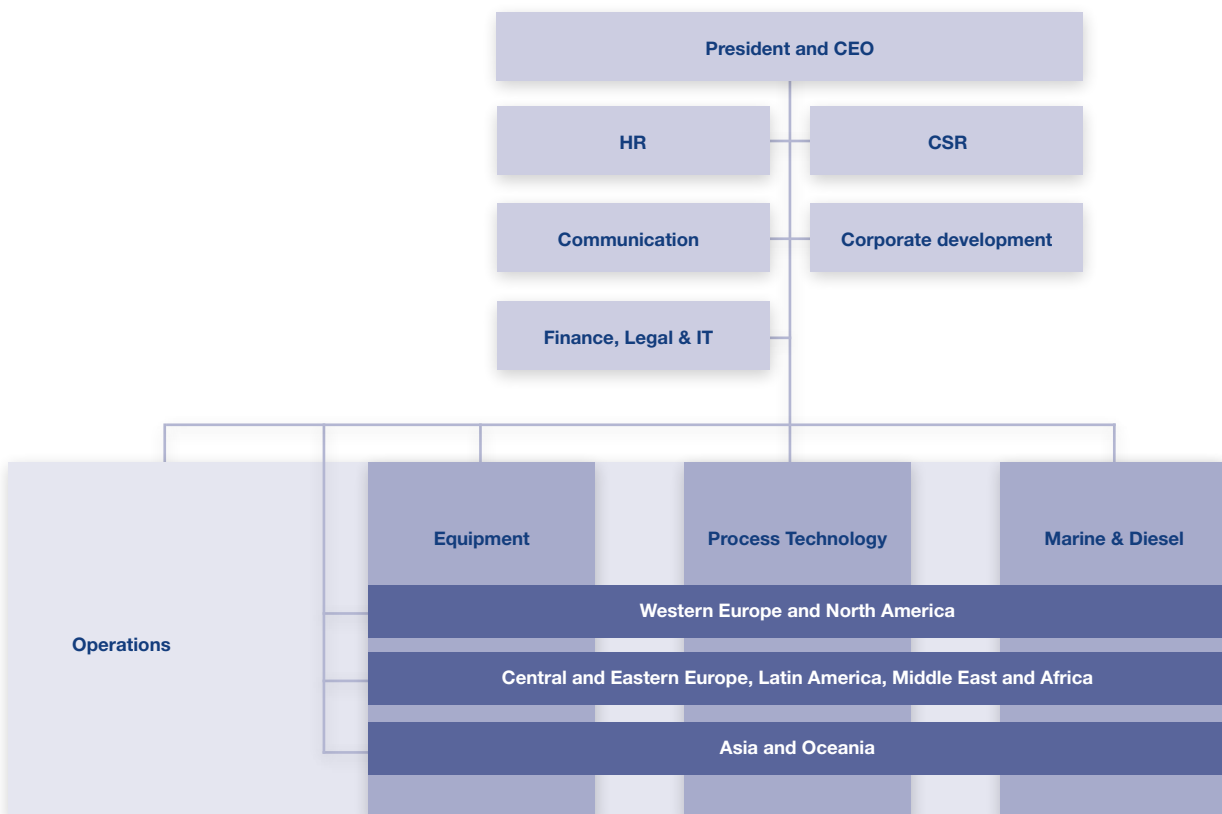 President and CEO
HR
CSR
Communication
Corporate development
Finance, Legal & IT
Equipment
Process Technology
Marine & Diesel
Western Europe and North America
Operations
Central and Eastern Europe, Latin America, Middle East and Africa
Asia and Oceania